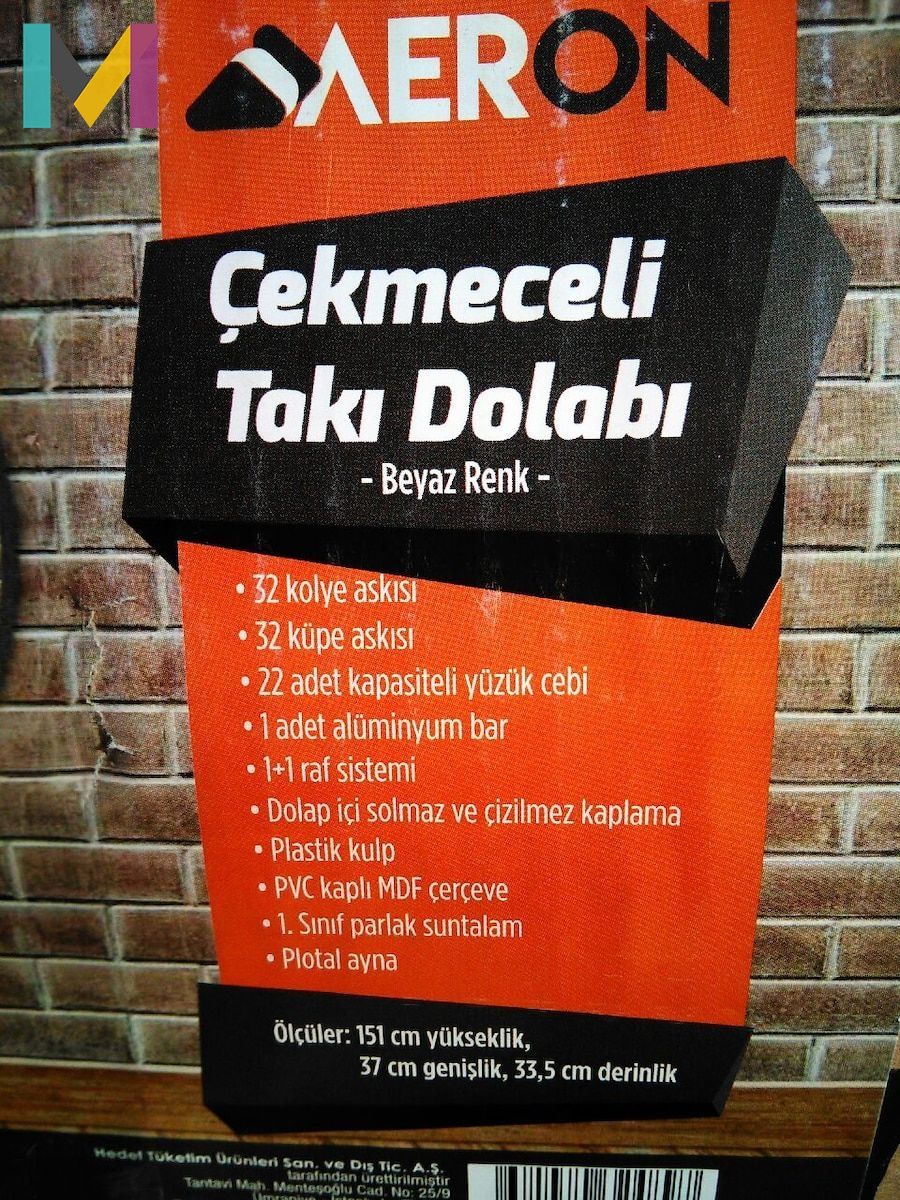 AERON
Çekmeceli
Takı Dolabı
- Beyaz Renk -
• 32 kolye askısı
• 32 küpe askısı
• 22 adet kapasiteli yüzük cebi
• 1 adet alüminyum bar
• 1+1 raf sistemi
• Dolap içi solmaz ve çizilmez kaplama
• Plastik kulp
• PVC kaplı MDF çerçeve
• 1. Sınıf parlak suntalam
• Plotal ayna
Ölçüler: 151 cm yükseklik,
37 cm genişlik, 33,5 cm derinlik
Hedef Tüketim Ürünleri San. ve Dış Tic. A.Ş.
tarafından ürettirilmiştir
Tantavi Mah. Menteşoğlu Cad. No: 25/9